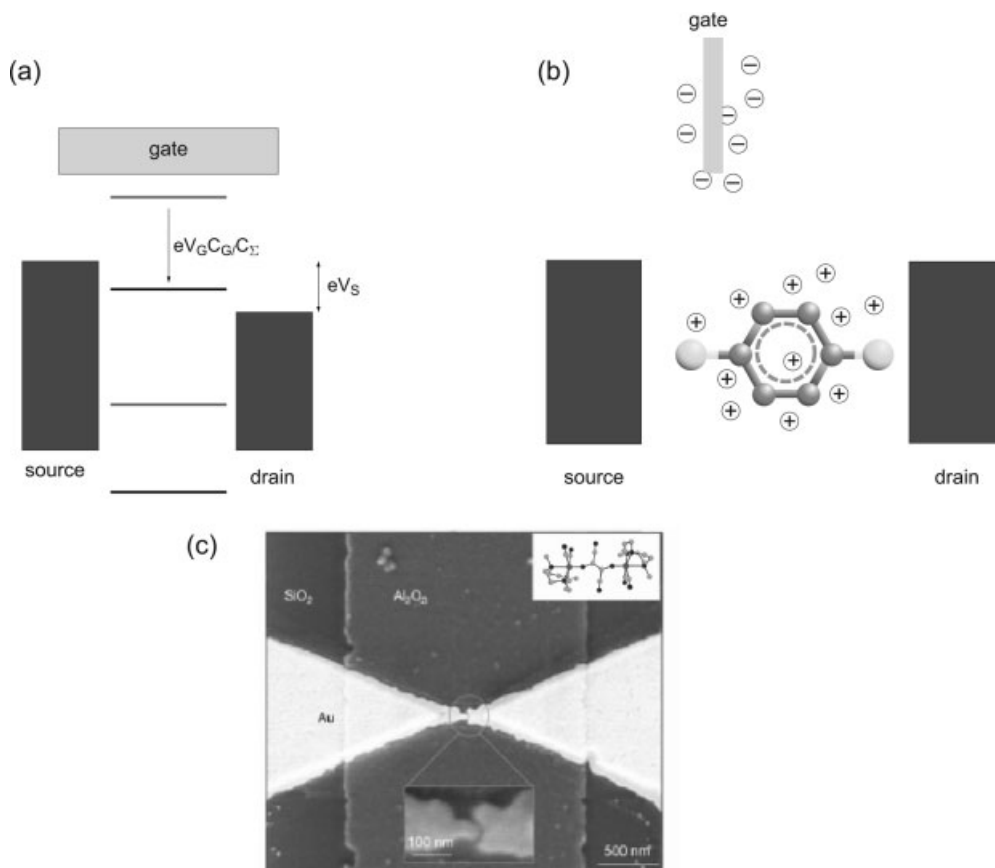 (a)
gate
eV_GC_G/C_Σ
eV_S
source
drain
(b)
gate
source
drain
(c)
SiO₂
Al₂O₃
Au
100 nm
500 nm